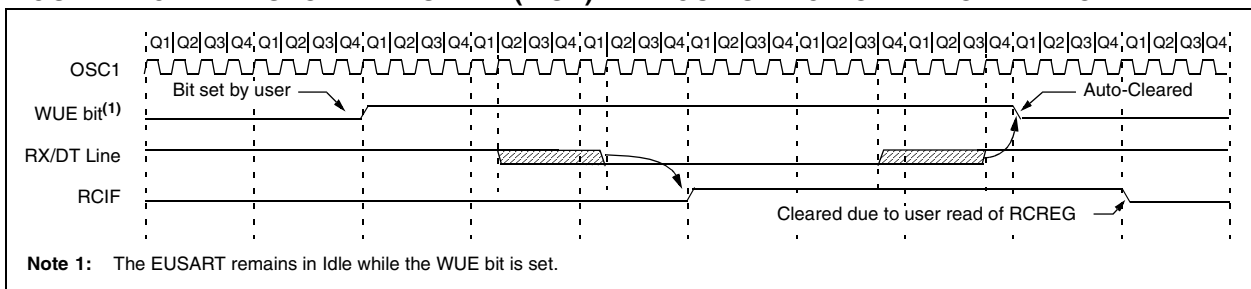 Q1 Q2 Q3 Q4 Q1 Q2 Q3 Q4 Q1 Q2 Q3 Q4 Q1 Q2 Q3 Q4 Q1 Q2 Q3 Q4 Q1 Q2 Q3 Q4 Q1 Q2 Q3 Q4 Q1 Q2 Q3 Q4 Q1 Q2 Q3 Q4 Q1 Q2 Q3 Q4
OSC1
Bit set by user
Auto-Cleared
WUE bit(1)
RX/DT Line
RCIF
Cleared due to user read of RCREG
Note 1: The EUSART remains in Idle while the WUE bit is set.